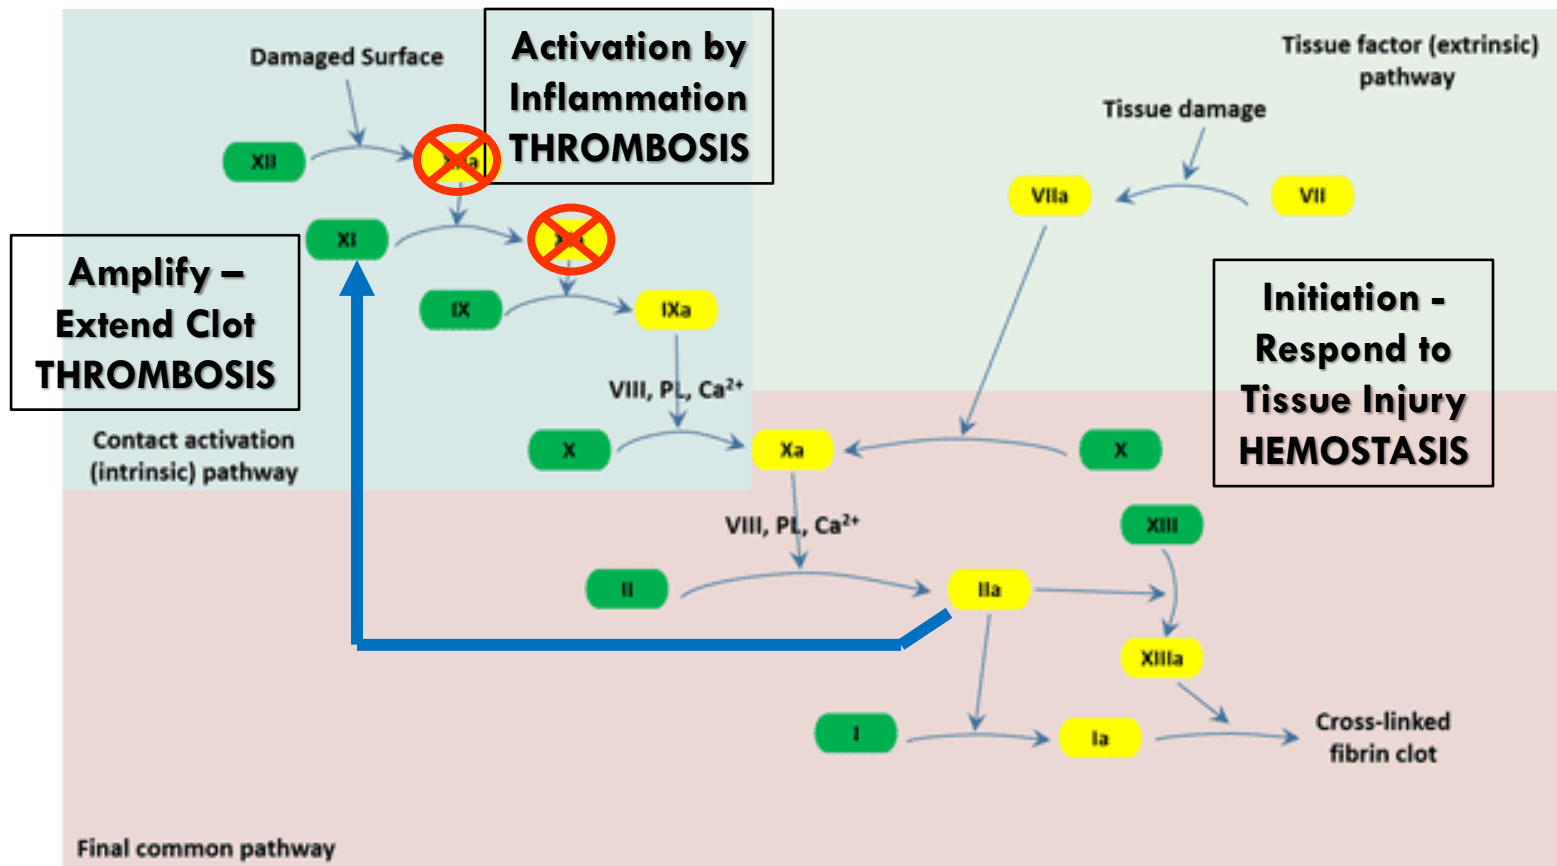 Damaged Surface
Activation by
Inflammation
THROMBOSIS
Tissue factor (extrinsic)
pathway
Tissue damage
XII
VIIa
VII
XI
Amplify –
Extend Clot
THROMBOSIS
IX
IXa
Initiation -
Respond to
Tissue Injury
HEMOSTASIS
VIII, PL, Ca²⁺
Contact activation
(intrinsic) pathway
X
Xa
X
VIII, PL, Ca²⁺
XIII
II
IIa
XIIIa
I
Ia
Cross-linked
fibrin clot
Final common pathway